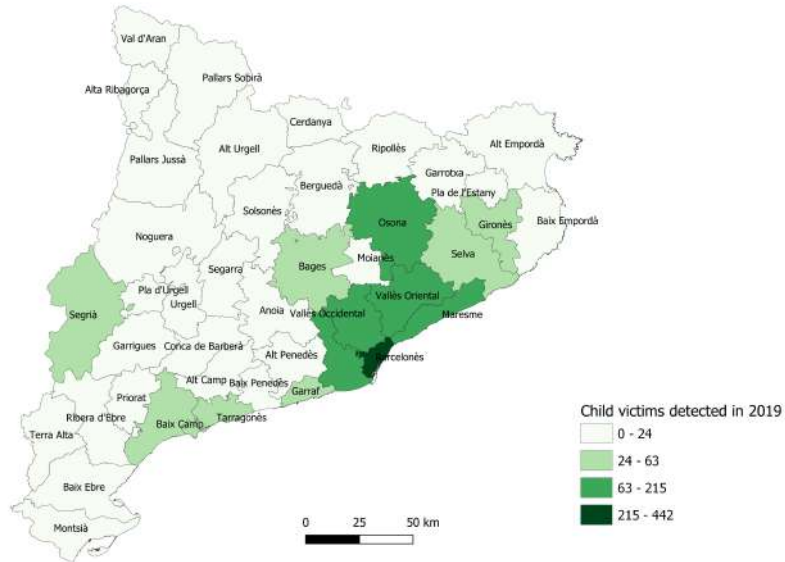 Val d'Aran
Pallars Sobirà
Alta Ribagorça
Cerdanya
Alt Empordà
Pallars Jussà
Alt Urgell
Ripollès
Garrotxa
Berguedà
Pla de l'Estany
Solsonès
Osona
Gironès
Baix Empordà
Noguera
Moianès
Selva
Segarra
Bages
Pla d'Urgell
Vallès Oriental
Urgell
Anoia
Vallès Occidental
Segrià
Maresme
Garrigues
Conca de Barberà
Alt Penedès
Barcelonès
Alt Camp
Baix Penedès
Garraf
Priorat
Ribera d'Ebre
Tarragonès
Baix Camp
Terra Alta
Baix Ebre
Montsià
Child victims detected in 2019
0 - 24
24 - 63
63 - 215
215 - 442
0 25 50 km